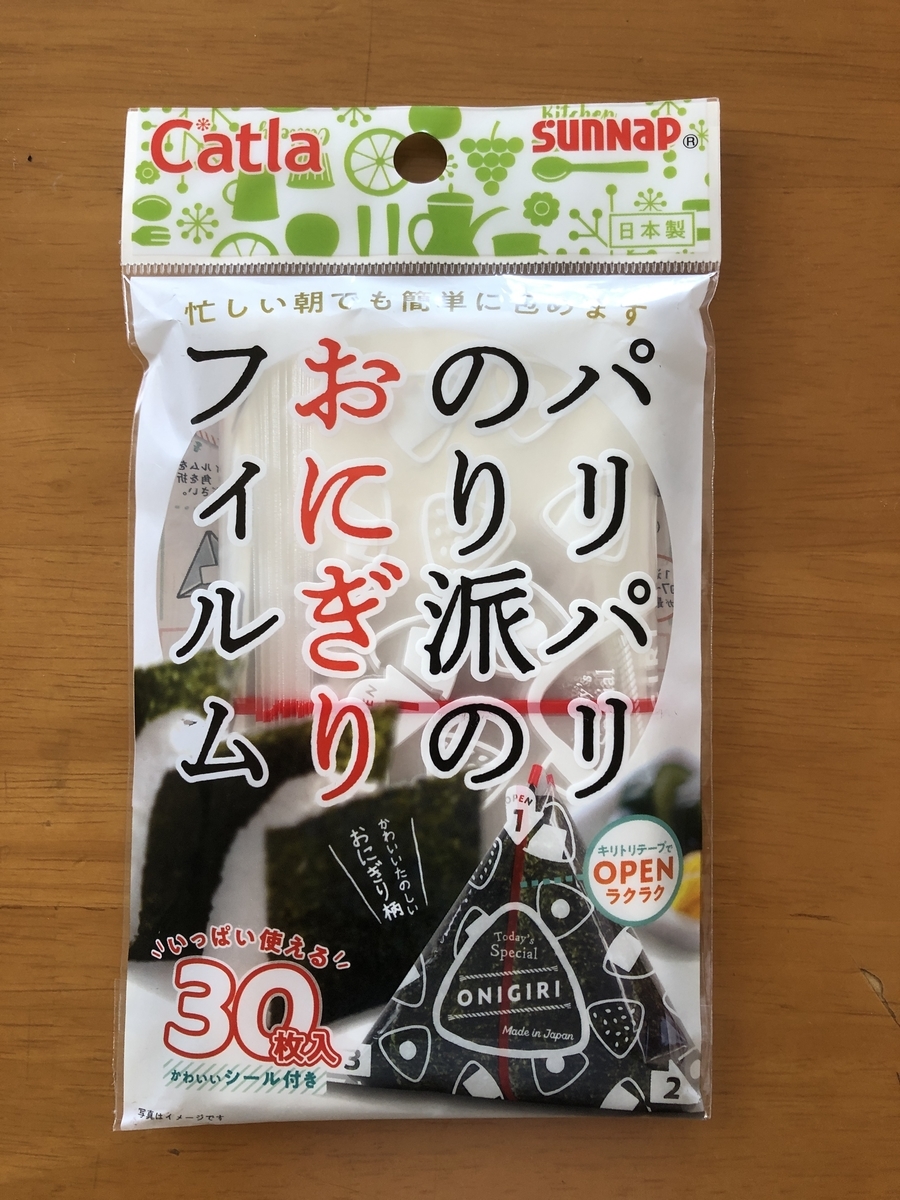 Catla
Kitchen
SUNNAP®
日本製
忙しい朝でも簡単に包めます
パリパリ
のり派の
おにぎり
フィルム
かわいいたのしい
おにぎり柄
OPEN
1
キリトリテープで
OPEN
ラクラク
Today's
Special
ONIGIRI
Made in Japan
3
2
いっぱい使える
30枚入
かわいいシール付き
写真はイメージです